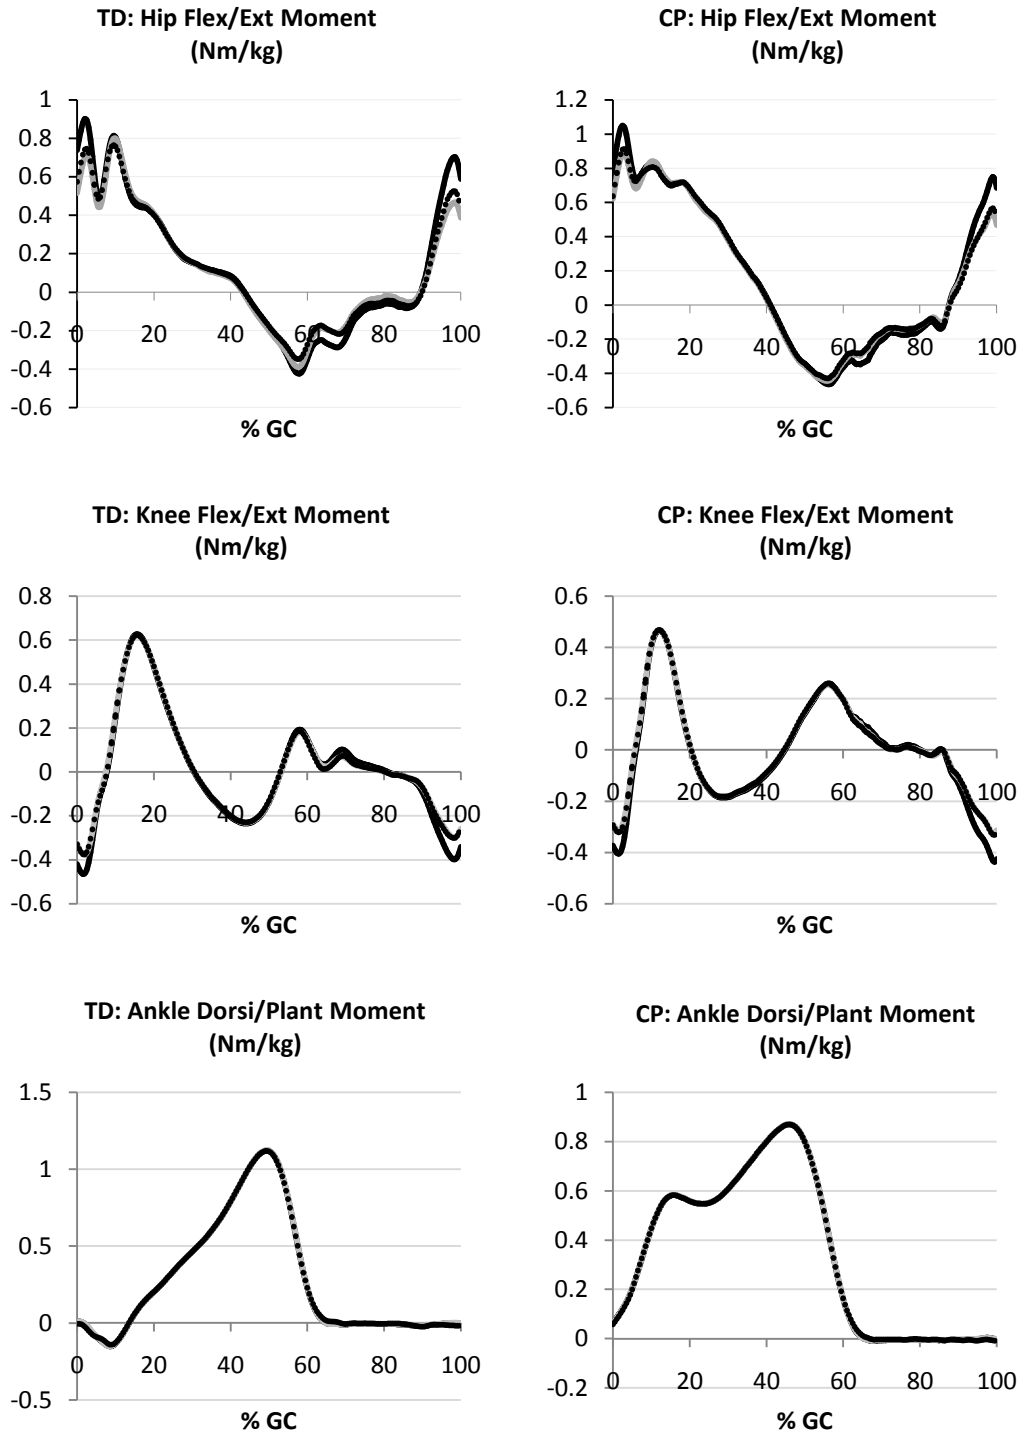 TD: Hip Flex/Ext Moment
(Nm/kg)
1
0.8
0.6
0.4
0.2
0
-0.2
-0.4
-0.6
0 20 40 60 80 100
% GC
CP: Hip Flex/Ext Moment
(Nm/kg)
1.2
1
0.8
0.6
0.4
0.2
0
-0.2
-0.4
-0.6
0 20 40 60 80 100
% GC
TD: Knee Flex/Ext Moment
(Nm/kg)
0.8
0.6
0.4
0.2
0
-0.2
-0.4
-0.6
0 20 40 60 80 100
% GC
CP: Knee Flex/Ext Moment
(Nm/kg)
0.6
0.4
0.2
0
-0.2
-0.4
-0.6
0 20 40 60 80 100
% GC
TD: Ankle Dorsi/Plant Moment
(Nm/kg)
1.5
1
0.5
0
-0.5
0 20 40 60 80 100
% GC
CP: Ankle Dorsi/Plant Moment
(Nm/kg)
1
0.8
0.6
0.4
0.2
0
-0.2
0 20 40 60 80 100
% GC